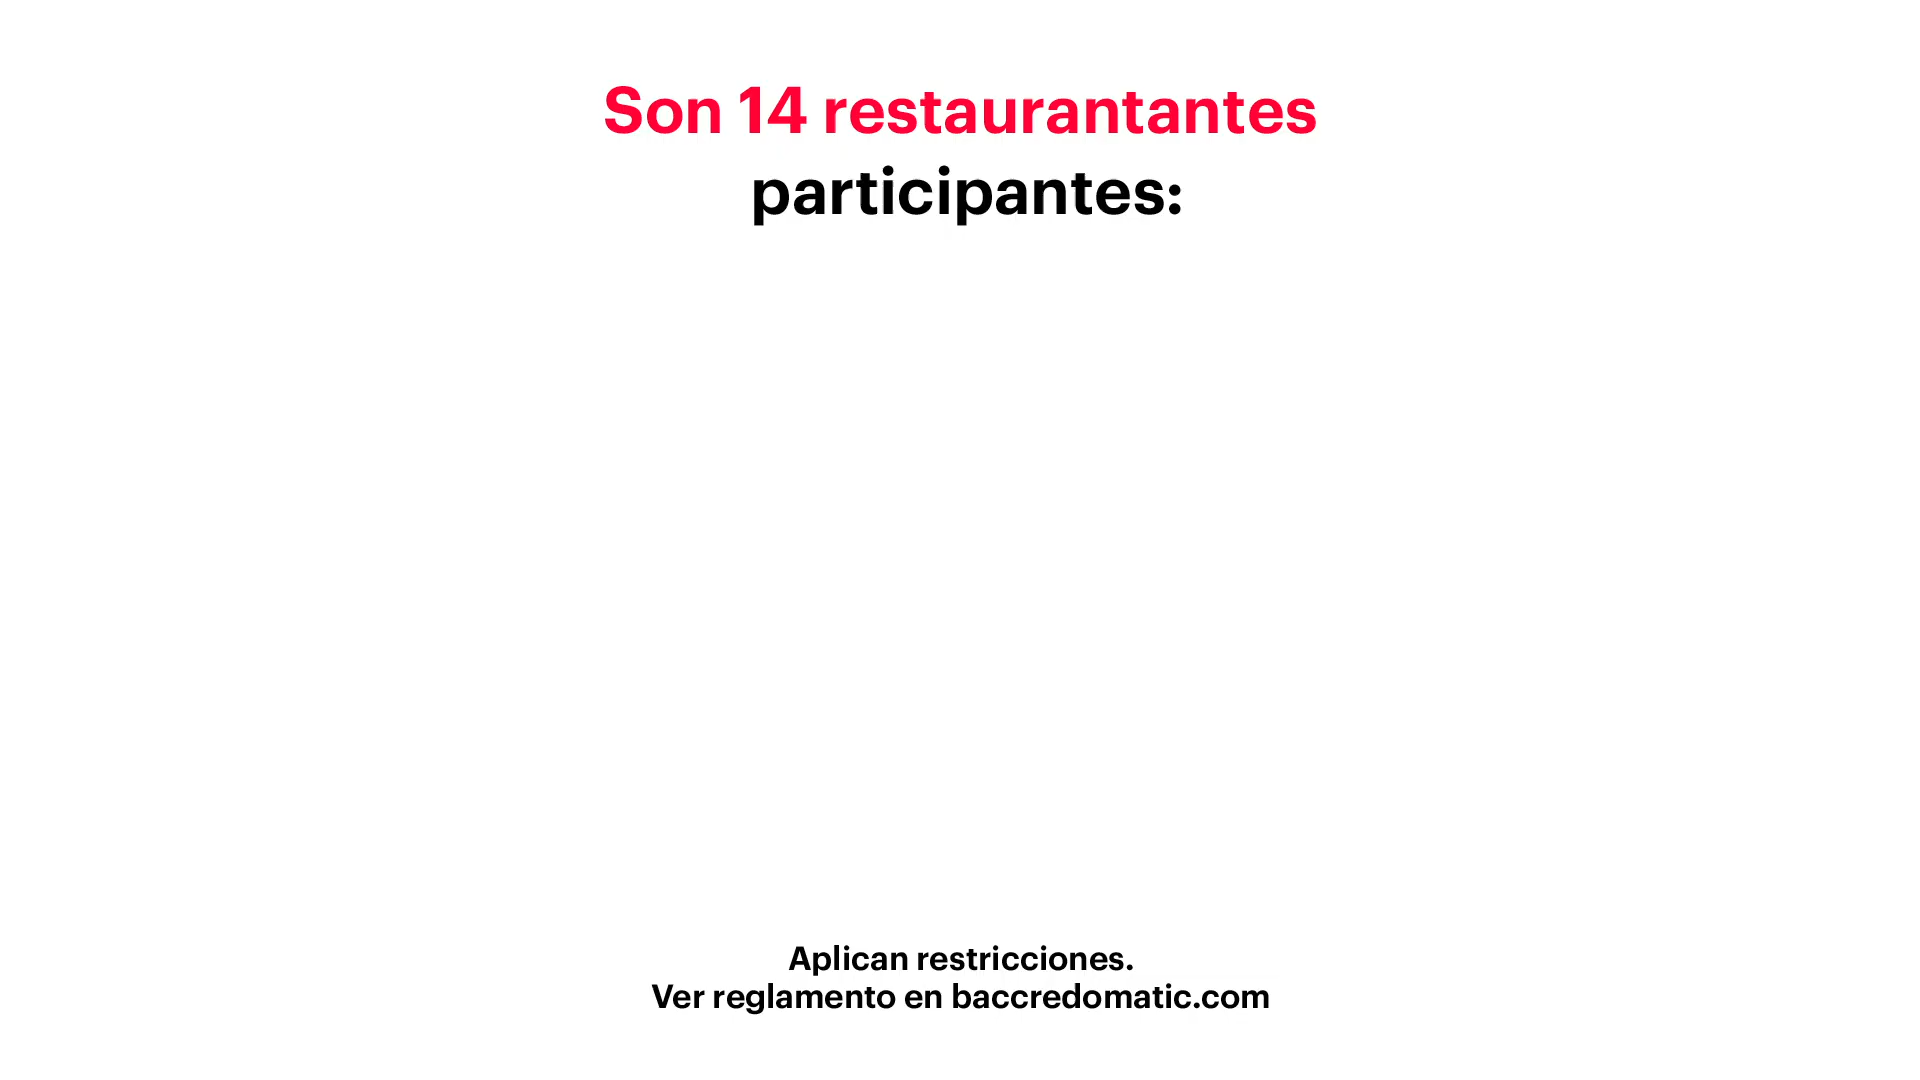 Son 14 restaurantantes
participantes:
Aplican restricciones.
Ver reglamento en baccredomatic.com